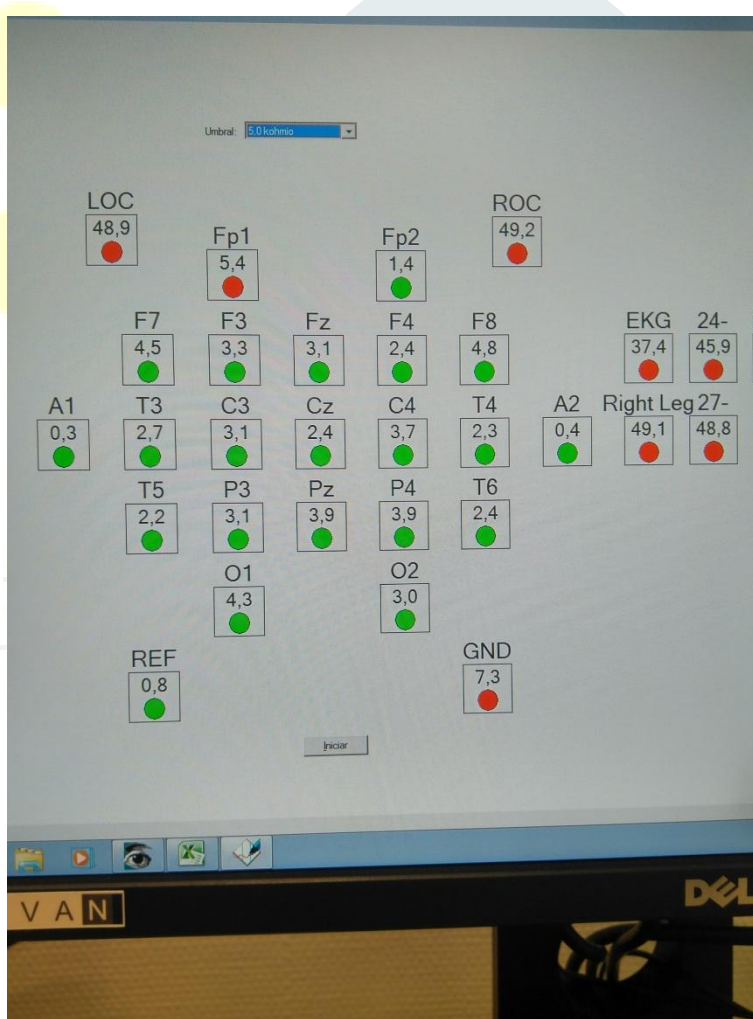 Umbral: 5,0 kohmio
LOC ROC
48,9 49,2
Fp1 Fp2
5,4 1,4
F7 F3 Fz F4 F8 EKG 24-
4,5 3,3 3,1 2,4 4,8 37,4 45,9
A1 T3 C3 Cz C4 T4 A2 Right Leg 27-
0,3 2,7 3,1 2,4 3,7 2,3 0,4 49,1 48,8
T5 P3 Pz P4 T6
2,2 3,1 3,9 3,9 2,4
O1 O2
4,3 3,0
REF GND
0,8 7,3
Iniciar
VAN
DELL